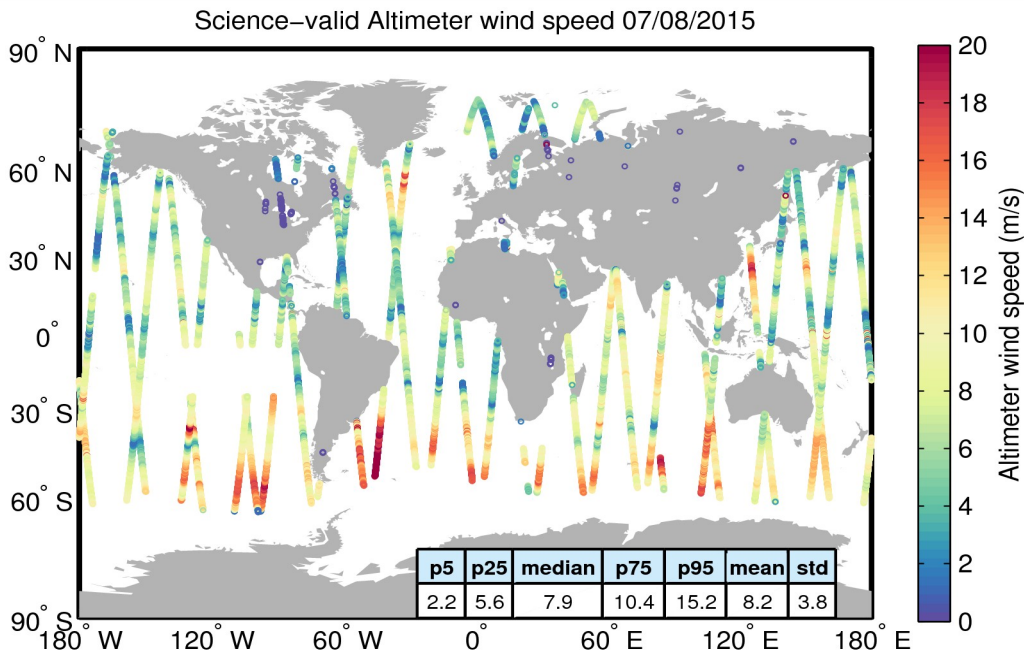 Science−valid Altimeter wind speed 07/08/2015
90° N
60° N
30° N
0°
30° S
60° S
90° S
180° W
120° W
60° W
0°
60° E
120° E
180° E
p5 p25 median p75 p95 mean std
2.2 5.6 7.9 10.4 15.2 8.2 3.8
20
18
16
14
12
10
8
6
4
2
0
Altimeter wind speed (m/s)